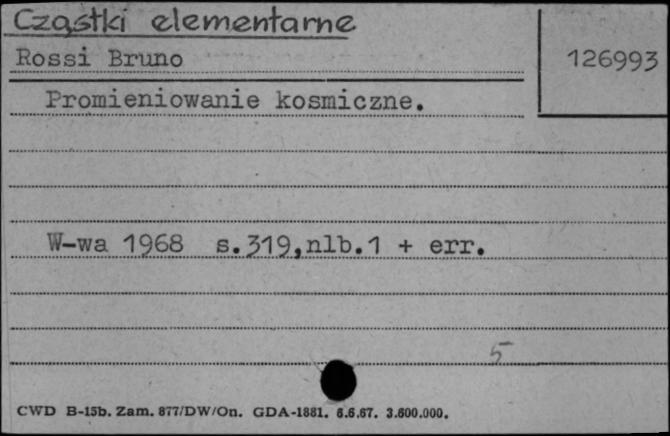 Cząstki elementarne
Rossi Bruno
126993
Promieniowanie kosmiczne.
W-wa 1968 s.319,nlb.1 + err.
5
CWD B-15b. Zam. 877/DW/On. GDA-1881. 6.6.67. 3.600.000.